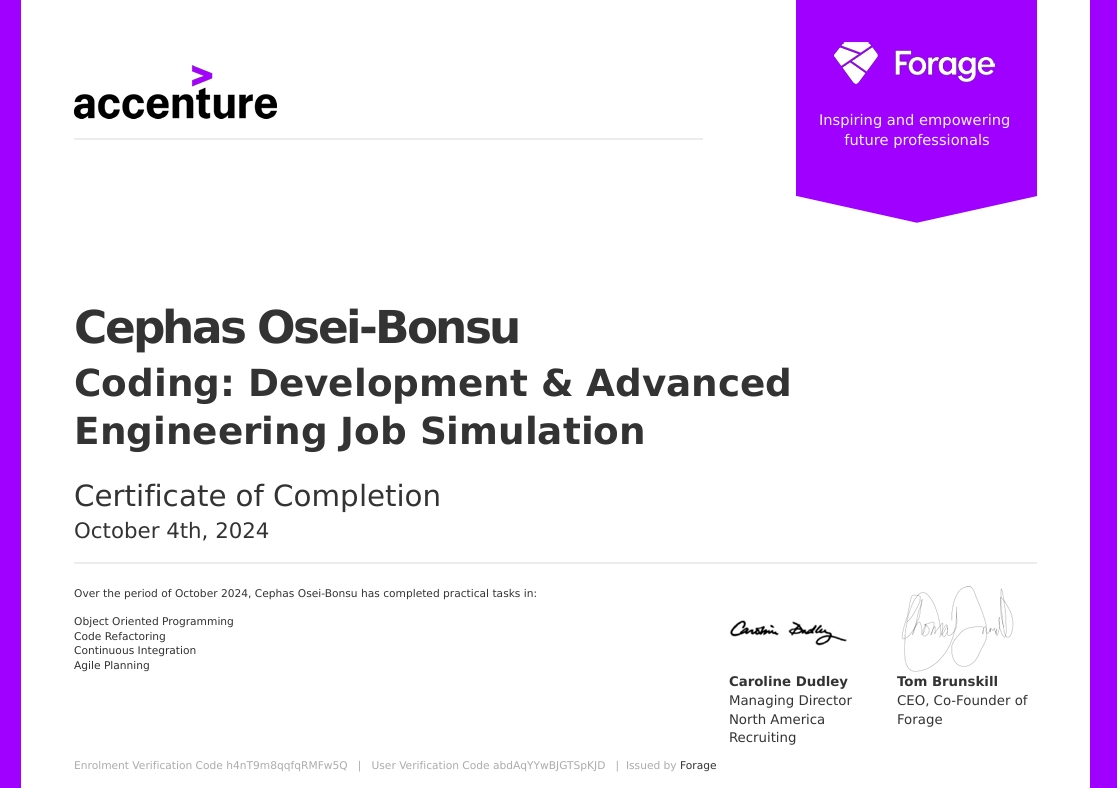 accenture
Forage
Inspiring and empowering
future professionals
Cephas Osei-Bonsu
Coding: Development & Advanced
Engineering Job Simulation
Certificate of Completion
October 4th, 2024
Over the period of October 2024, Cephas Osei-Bonsu has completed practical tasks in:
Object Oriented Programming
Code Refactoring
Continuous Integration
Agile Planning
Caroline Dudley
Caroline Dudley
Managing Director
North America
Recruiting
Tom Brunskill
CEO, Co-Founder of
Forage
Enrolment Verification Code h4nT9m8qqfqRMFw5Q | User Verification Code abdAqYYwBJGTSpKJD | Issued by Forage